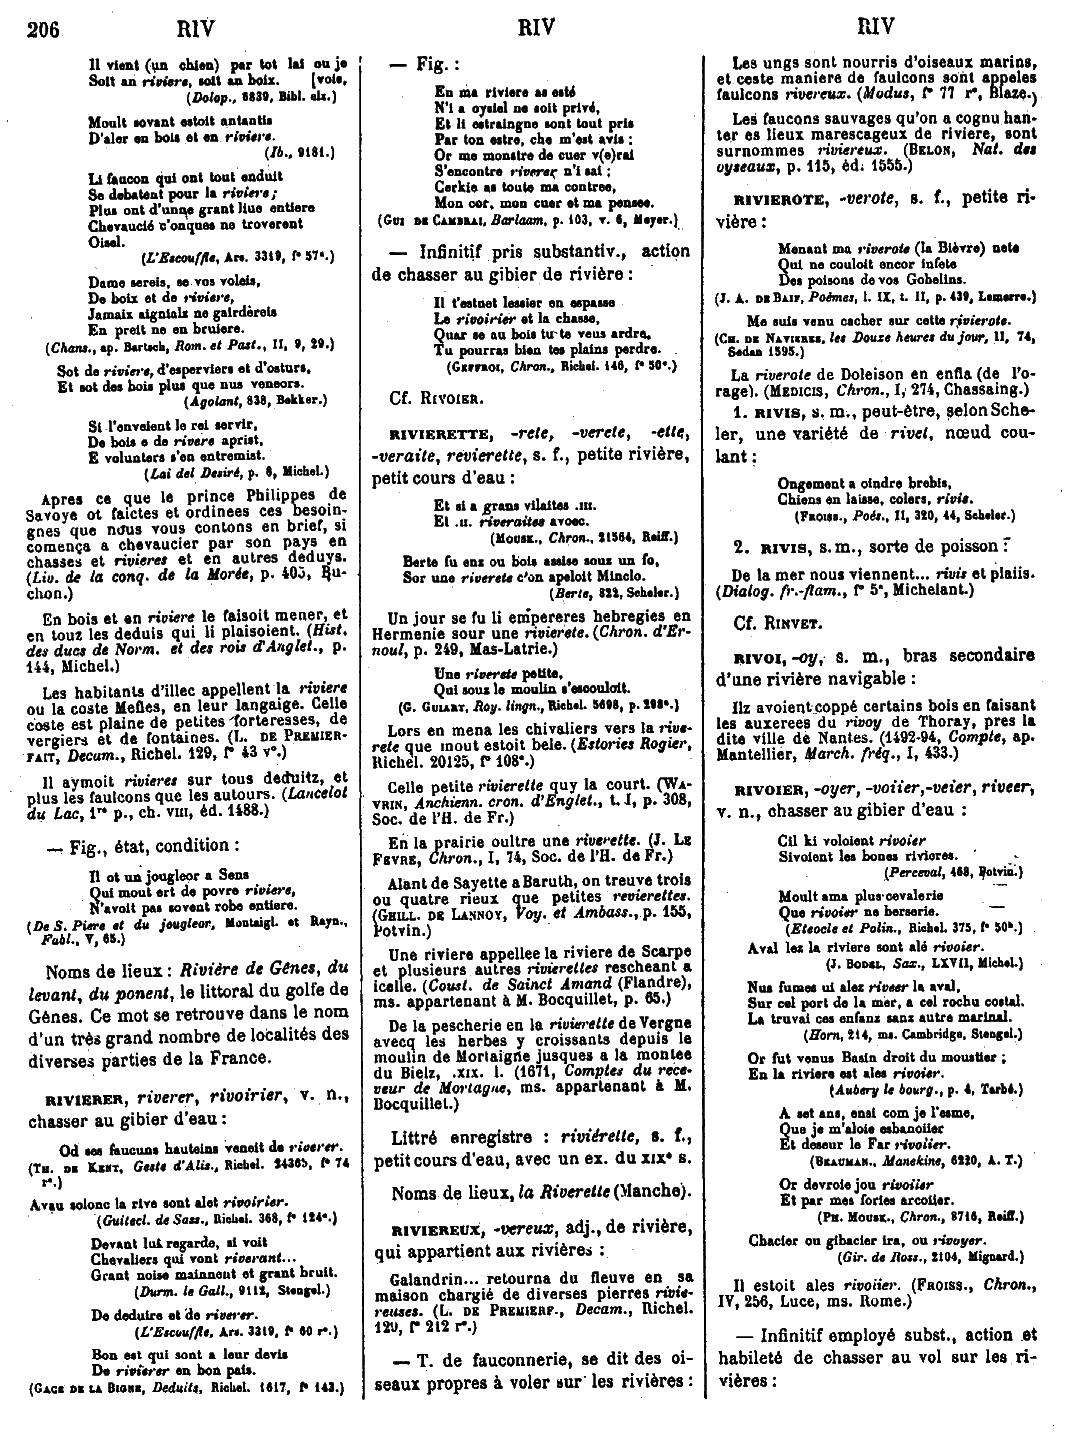 206 RIV RIV RIV
Il vient (un chien) par tot lai ou je
Soit an riviere, soit an boix. [voie,
(Dolop., 8839, Bibl. elz.)
Moult sovant estoit antantis
D'aler en bois et en riviere.
(Ib., 9181.)
Li faucon qui ont tout enduit
Se debatent pour la riviere;
Plus ont d'unqe grant liue entiere
Chevaucié c'onques ne troverent
Oisel.
(L'Escouffle, Ars. 3319, f° 57ª.)
Dame sereis, se vos voleis,
De boix et de riviere,
Jamaix aignials ne gairdereis
En preit ne en bruiere.
(Chans., ap. Bartsch, Rom. et Past., II, 9, 29.)
Sot de riviere, d'esperviers et d'osturs,
Et sot des bois plus que nus veneors.
(Agolant, 838, Bekker.)
Si l'enveient le rei servir,
De bois e de rivere aprist,
E volunters s'en entremist.
(Lai del Desiré, p. 8, Michel.)
Apres ce que le prince Philippes de
Savoye ot faictes et ordinees ces besoin-
gnes que nous vous contons en brief, si
comença a chevaucier par son pays en
chasses et rivieres et en autres deduys.
(Liv. de la conq. de la Morée, p. 405, Bu-
chon.)
En bois et en riviere le faisoit mener, et
en touz les deduis qui li plaisoient. (Hist.
des ducs de Norm. et des rois d'Anglet., p.
144, Michel.)
Les habitants d'illec appellent la riviere
ou la coste Mefles, en leur langaige. Celle
coste est plaine de petites forteresses, de
vergiers et de fontaines. (L. DE PREMIER-
FAIT, Decam., Richel. 129, f° 43 v°.)
Il aymoit rivieres sur tous deduitz, et
plus les faulcons que les autours. (Lancelot
du Lac, 1re p., ch. VIII, éd. 1488.)
— Fig., état, condition :
Il ot un jougleor a Sens
Qui mout ert de povre riviere,
N'avoit pas sovent robe entiere.
(De S. Piere et du jougleor, Montaigl. et Rayn.,
Fabl., V, 65.)
Noms de lieux : Rivière de Gênes, du
levant, du ponent, le littoral du golfe de
Gênes. Ce mot se retrouve dans le nom
d'un très grand nombre de localités des
diverses parties de la France.
RIVIERER, riverer, rivoirier, v. n.,
chasser au gibier d'eau :
Od ses faucuns hauteins veneit de riverer.
(TH. DE KENT, Geste d'Alis., Richel. 24365, f° 74
r°.)
Avau solonc la rive sont alet rivoirier.
(Guitecl. de Sass., Richel. 368, f° 124ª.)
Devant lui regarde, si voit
Chevaliers qui vont riverant...
Grant noise mainnent et grant bruit.
(Durm. le Gall., 9112, Stengel.)
De deduire et de riverer.
(L'Escouffle, Ars. 3319, f° 60 r°.)
Bon est qui sont a leur devis
De rivierer en bon païs.
(GACE DE LA BIGNE, Deduits, Richel. 1617, f° 143.)
— Fig. :
En ma riviere as esté
N'i a oysiel ne soit privé,
Et li estraingne sont tout pris
Par ton estre, che m'est avis :
Or me monstre de cuer v(e)rai
S'encontre riverer n'i sai ;
Cerkie as toute ma contree,
Mon cor, mon cuer et ma pensee.
(GUI DE CAMBRAI, Barlaam, p. 103, v. 6, Meyer.)
— Infinitif pris substantiv., action
de chasser au gibier de rivière :
Il t'estuet lessier en espasse
Le rivoirier et la chasse,
Quar se au bois tu te veus ardre,
Tu pourras bien tes plains perdre.
(GEFFROI, Chron., Richel. 146, f° 50ª.)
Cf. RIVOIER.
RIVIERETTE, -rete, -verete, -ette,
-veraite, revierette, s. f., petite rivière,
petit cours d'eau :
Et si a grans vilaites .III.
Et .II. riveraites avoec.
(MOUSK., Chron., 21564, Reiff.)
Berte fu enz ou bois assise souz un fo,
Sor une riverete c'on apeloit Minclo.
(Berte, 822, Scheler.)
Un jour se fu li empereres hebregies en
Hermenie sour une rivierete. (Chron. d'Er-
noul, p. 249, Mas-Latrie.)
Une riverete petite,
Qui souz le moulin s'escouloit.
(G. GUIART, Roy. lingn., Richel. 5698, p. 298ª.)
Lors en mena les chivaliers vers la rive-
rete que mout estoit bele. (Estories Rogier,
Richel. 20125, f° 108ª.)
Celle petite rivierette quy la court. (WA-
VRIN, Anchienn. cron. d'Englet., t. I, p. 308,
Soc. de l'H. de Fr.)
En la prairie oultre une riverette. (J. LE
FEVRE, Chron., I, 74, Soc. de l'H. de Fr.)
Alant de Sayette a Baruth, on treuve trois
ou quatre rieux que petites revierettes.
(GHILL. DE LANNOY, Voy. et Ambass., p. 155,
Potvin.)
Une riviere appellee la riviere de Scarpe
et plusieurs autres rivierettes rescheant a
icelle. (Coust. de Sainct Amand (Flandre),
ms. appartenant à M. Bocquillet, p. 65.)
De la pescherie en la rivierette de Vergne
avecq les herbes y croissants depuis le
moulin de Mortaigne jusques a la montee
du Bielz, .XIX. l. (1671, Comptes du rece-
veur de Mortagne, ms. appartenant à M.
Bocquillet.)
Littré enregistre : riviérette, s. f.,
petit cours d'eau, avec un ex. du XIXe s.
Noms de lieux, la Riverette (Manche).
RIVIEREUX, -vereux, adj., de rivière,
qui appartient aux rivières :
Galandrin... retourna du fleuve en sa
maison chargié de diverses pierres rivie-
reuses. (L. DE PREMIERF., Decam., Richel.
129, f° 212 r°.)
— T. de fauconnerie, se dit des oi-
seaux propres à voler sur les rivières :
Les ungs sont nourris d'oiseaux marins,
et ceste maniere de faulcons sont appeles
faulcons rivereux. (Modus, f° 77 r°, Blaze.)
Les faucons sauvages qu'on a cognu han-
ter es lieux marescageux de riviere, sont
surnommes riviereux. (BELON, Nat. des
oyseaux, p. 115, éd. 1555.)
RIVIEROTE, -verote, s. f., petite ri-
vière :
Menant ma riverote (la Bièvre) nete
Qui ne couloit encor infete
Des poisons de vos Gobelins.
(J. A. DE BAIF, Poèmes, l. IX, t. II, p. 439, Lemerre.)
Me suis venu cacher sur cette rivierote.
(CH. DE NAVIERES, les Douze heures du jour, II, 74,
Sedan 1595.)
La riverote de Doleison en enfla (de l'o-
rage). (MEDICIS, Chron., I, 274, Chassaing.)
1. RIVIS, s. m., peut-être, selon Sche-
ler, une variété de rivet, nœud cou-
lant :
Ongement a oindre brebis,
Chiens en laisse, colers, rivis.
(FROISS., Poés., II, 320, 44, Scheler.)
2. RIVIS, s. m., sorte de poisson :
De la mer nous viennent... rivis et plaiis.
(Dialog. fr.-flam., f° 5ª, Michelant.)
Cf. RINVET.
RIVOI, -oy, s. m., bras secondaire
d'une rivière navigable :
Ilz avoient coppé certains bois en faisant
les auxerees du rivoy de Thoray, pres la
dite ville de Nantes. (1492-94, Compte, ap.
Mantellier, March. fréq., I, 433.)
RIVOIER, -oyer, -voiier, -veier, riveer,
v. n., chasser au gibier d'eau :
Cil ki voloient rivoier
Sivoient les bones rivieres.
(Perceval, 468, Potvin.)
Moult ama plus cevalerie
Que rivoier ne berserie.
(Eteocle et Polin., Richel. 375, f° 50ᵇ.)
Aval lez la riviere sont alé rivoier.
(J. BODEL, Sax., LXVII, Michel.)
Nus fumes ui alez riveer la aval,
Sur cel port de la mer, a cel rochu costal.
La truvai ces enfanz sanz autre marinal.
(Horn, 214, ms. Cambridge, Stengel.)
Or fut venus Basin droit du moustier ;
En la riviere est ales rivoier.
(Aubery le bourg., p. 4, Tarbé.)
A set ans, ensi com je l'esme,
Que je m'aloie esbanoiier
Et deseur le Far rivoiier.
(BEAUMAN., Manekine, 6220, A. T.)
Or devroie jou rivoiier
Et par mes fories arcoiier.
(PH. MOUSK., Chron., 8716, Reiff.)
Chacier ou gibacier ira, ou rivoyer.
(Gir. de Ross., 2104, Mignard.)
Il estoit ales rivoiier. (FROISS., Chron.,
IV, 256, Luce, ms. Rome.)
— Infinitif employé subst., action et
habileté de chasser au vol sur les ri-
vières :